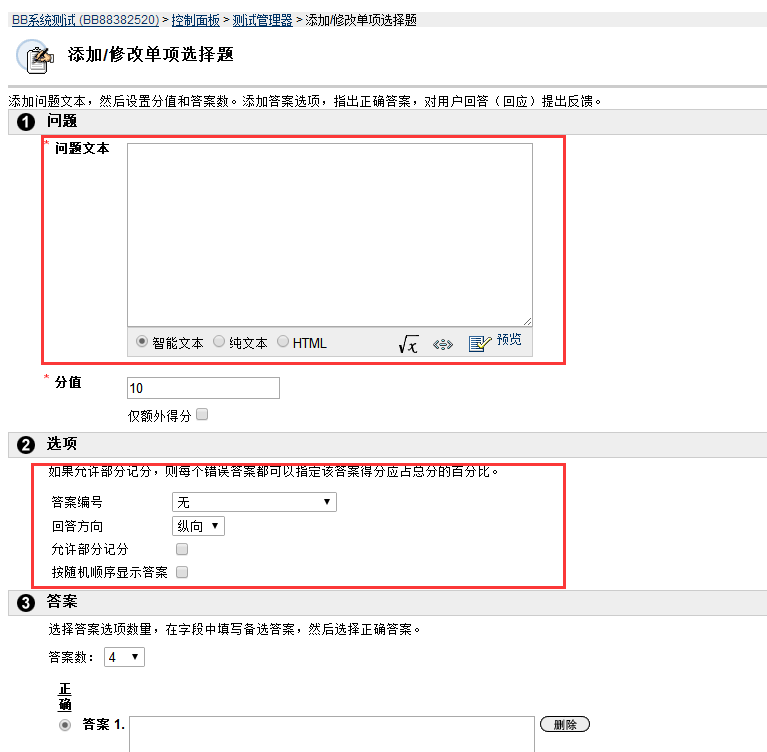 BB系统测试 (BB88382520) > 控制面板 > 测试管理器 > 添加/修改单项选择题
添加/修改单项选择题
添加问题文本，然后设置分值和答案数。添加答案选项，指出正确答案，对用户回答（回应）提出反馈。
1 问题
* 问题文本
智能文本 纯文本 HTML √x 预览
* 分值 10
仅额外得分
2 选项
如果允许部分记分，则每个错误答案都可以指定该答案得分应占总分的百分比。
答案编号 无
回答方向 纵向
允许部分记分
按随机顺序显示答案
3 答案
选择答案选项数量，在字段中填写备选答案，然后选择正确答案。
答案数： 4
正
确
答案 1. 删除